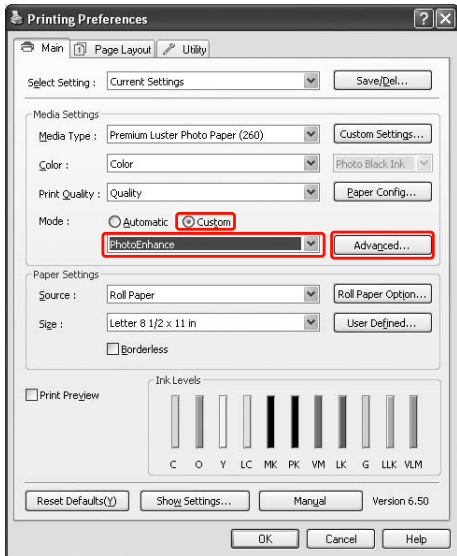 Printing Preferences
Main Page Layout Utility
Select Setting : Current Settings Save/Del...
Media Settings
Media Type : Premium Luster Photo Paper (260) Custom Settings...
Color : Color Photo Black Ink
Print Quality : Quality Paper Config...
Mode : Automatic Custom
PhotoEnhance Advanced...
Paper Settings
Source : Roll Paper Roll Paper Option...
Size : Letter 8 1/2 x 11 in User Defined...
Borderless
Print Preview
Ink Levels
C O Y LC MK PK VM LK G LLK VLM
Reset Defaults(Y) Show Settings... Manual Version 6.50
OK Cancel Help